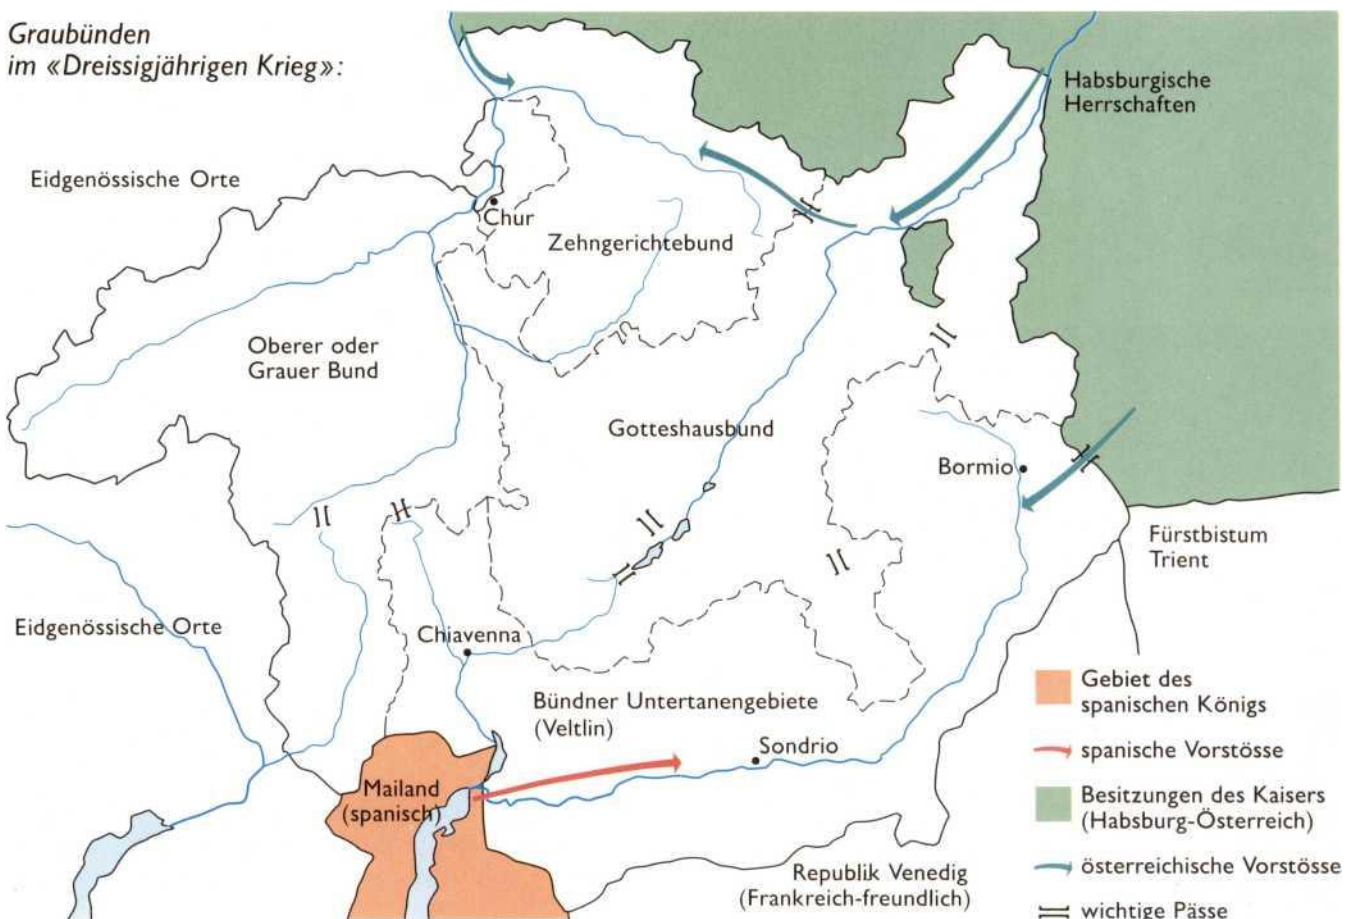 Graubünden
im «Dreissigjährigen Krieg»:
Habsburgische
Herrschaften
Eidgenössische Orte
Chur
Zehngerichtebund
Oberer oder
Grauer Bund
Gotteshausbund
Bormio
Fürstbistum
Trient
Eidgenössische Orte
Chiavenna
Bündner Untertanengebiete
(Veltlin)
Sondrio
Mailand
(spanisch)
Republik Venedig
(Frankreich-freundlich)
Gebiet des
spanischen Königs
spanische Vorstösse
Besitzungen des Kaisers
(Habsburg-Österreich)
österreichische Vorstösse
wichtige Pässe